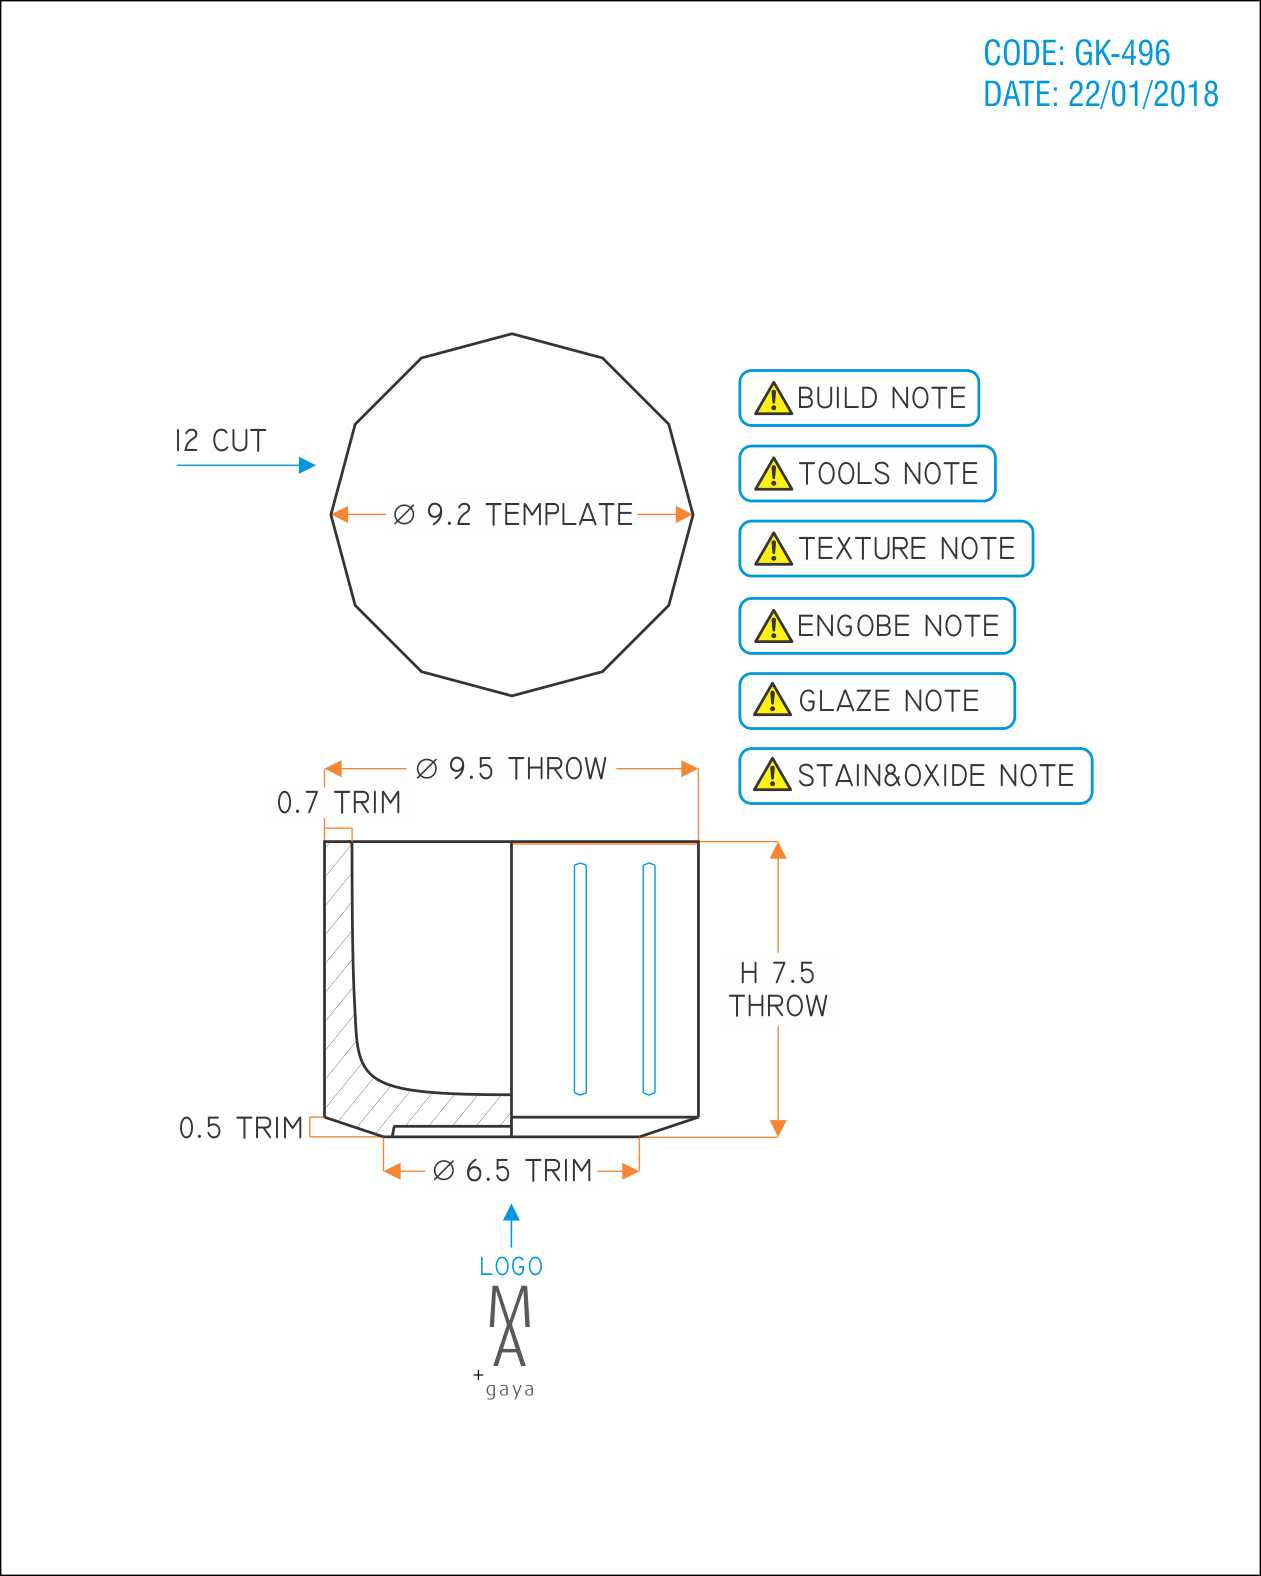 CODE: GK-496
DATE: 22/01/2018
12 CUT
Ø 9.2 TEMPLATE
BUILD NOTE
TOOLS NOTE
TEXTURE NOTE
ENGOBE NOTE
GLAZE NOTE
STAIN&OXIDE NOTE
Ø 9.5 THROW
0.7 TRIM
H 7.5
THROW
0.5 TRIM
Ø 6.5 TRIM
LOGO
M
A
+
gaya